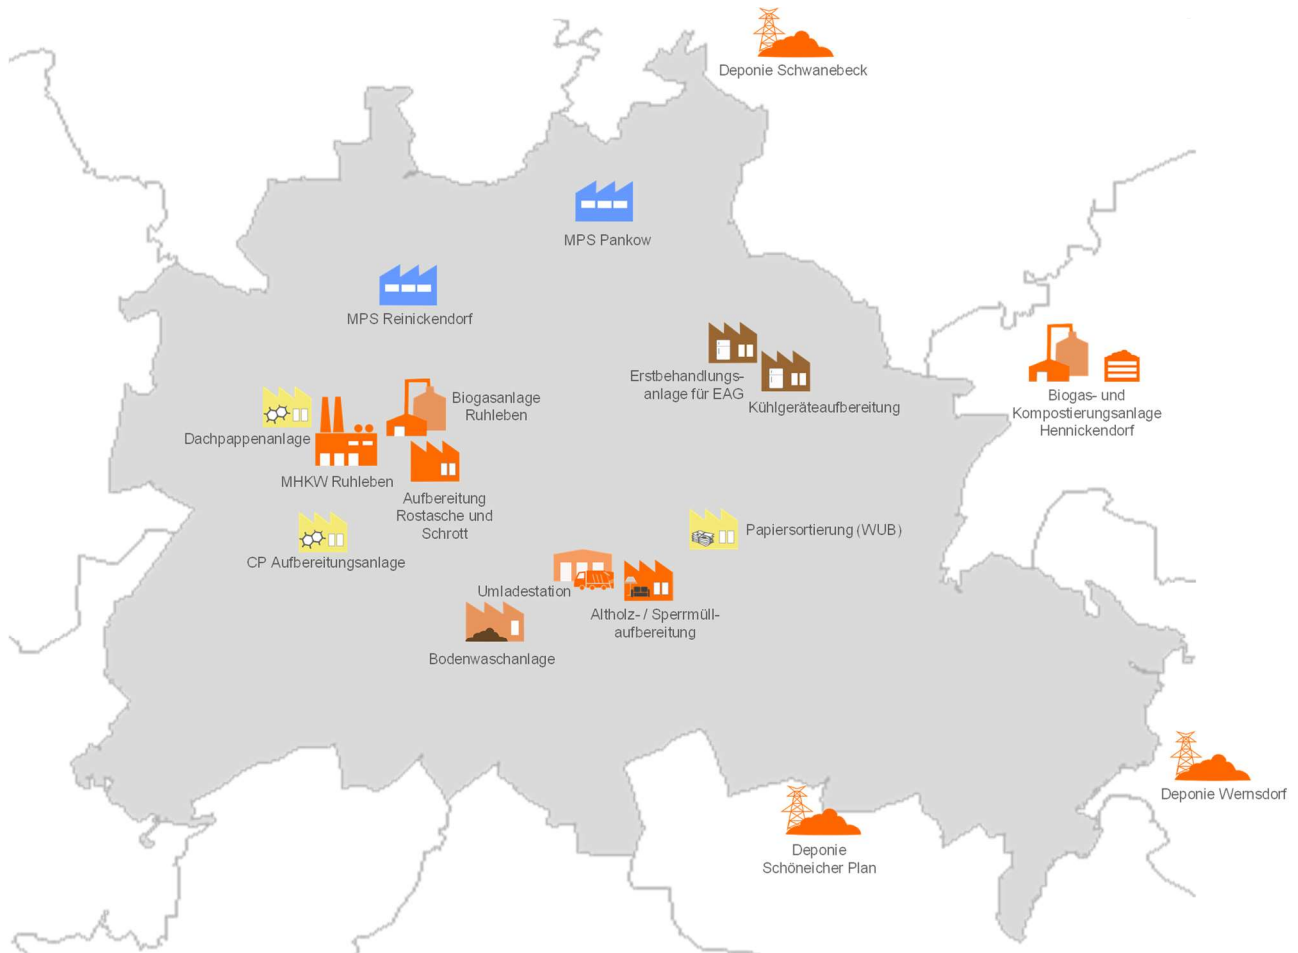 Deponie Schwanebeck
MPS Pankow
MPS Reinickendorf
Erstbehandlungs-
anlage für EAG
Kühlgeräteaufbereitung
Biogas- und
Kompostierungsanlage
Hennickendorf
Biogasanlage
Ruhleben
Dachpappenanlage
MHKW Ruhleben
Aufbereitung
Rostasche und
Schrott
CP Aufbereitungsanlage
Papiersortierung (WUB)
Umladestation
Altholz- / Sperrmüll-
aufbereitung
Bodenwaschanlage
Deponie Wernsdorf
Deponie
Schöneicher Plan